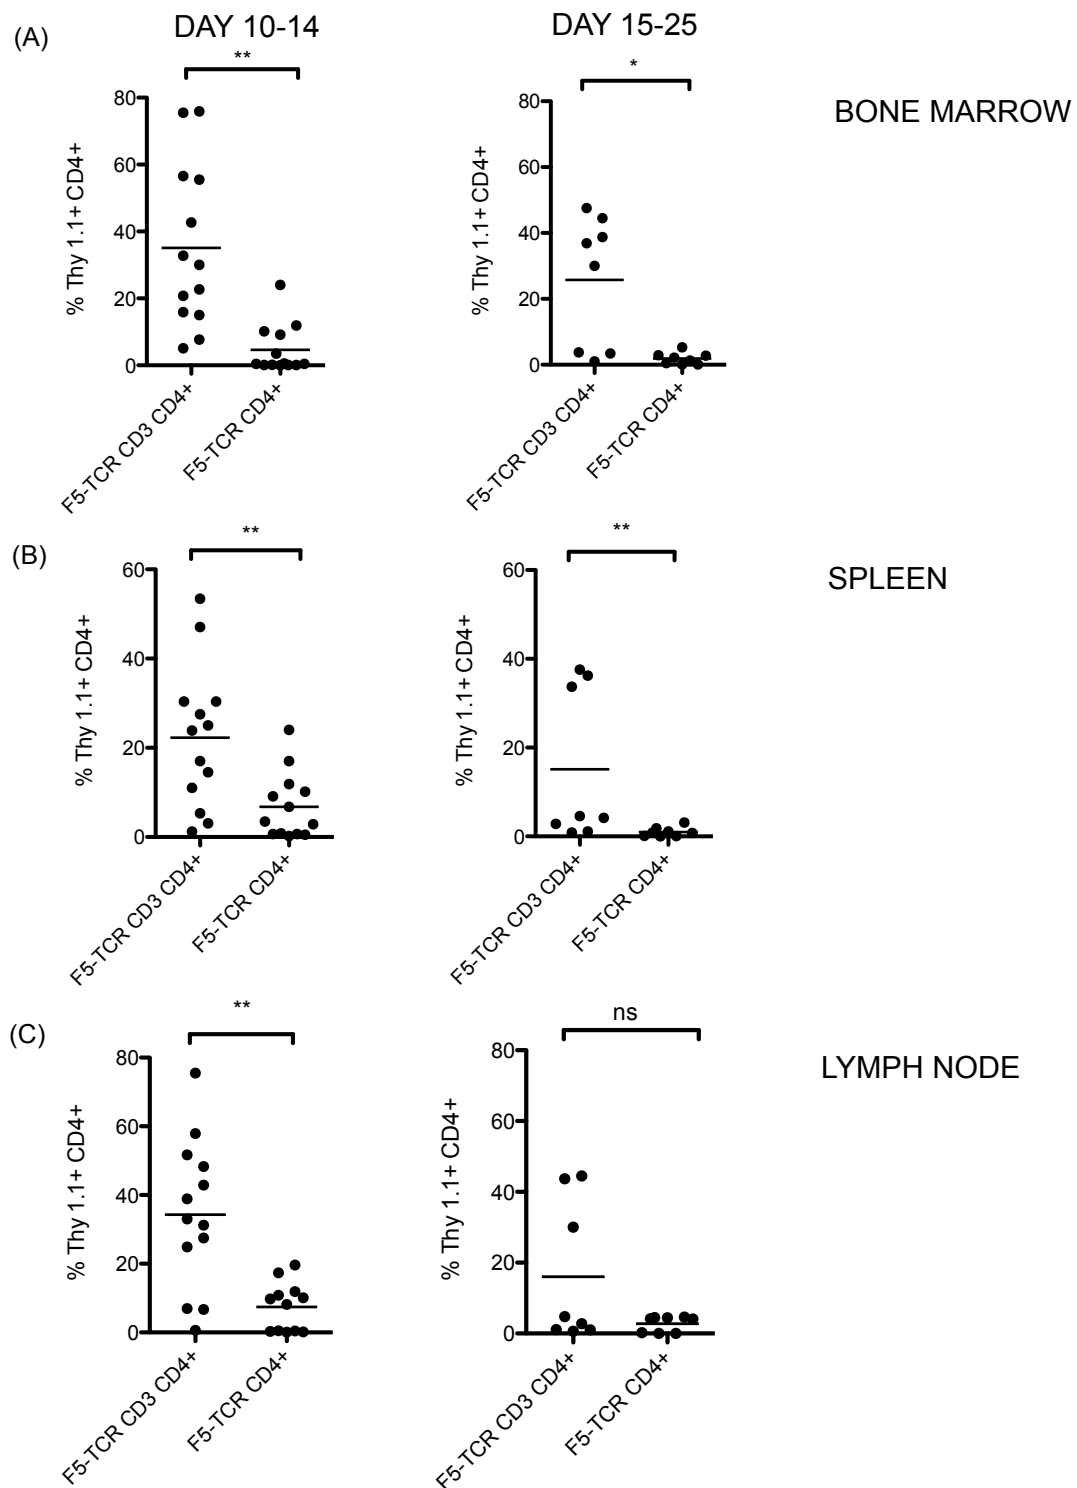 DAY 10-14
DAY 15-25
(A)
**
*
BONE MARROW
% Thy 1.1+ CD4+
80
60
40
20
0
F5-TCR CD3 CD4+
F5-TCR CD4+
% Thy 1.1+ CD4+
80
60
40
20
0
F5-TCR CD3 CD4+
F5-TCR CD4+
(B)
**
**
SPLEEN
% Thy 1.1+ CD4+
60
40
20
0
F5-TCR CD3 CD4+
F5-TCR CD4+
% Thy 1.1+ CD4+
60
40
20
0
F5-TCR CD3 CD4+
F5-TCR CD4+
(C)
**
ns
LYMPH NODE
% Thy 1.1+ CD4+
80
60
40
20
0
F5-TCR CD3 CD4+
F5-TCR CD4+
% Thy 1.1+ CD4+
80
60
40
20
0
F5-TCR CD3 CD4+
F5-TCR CD4+